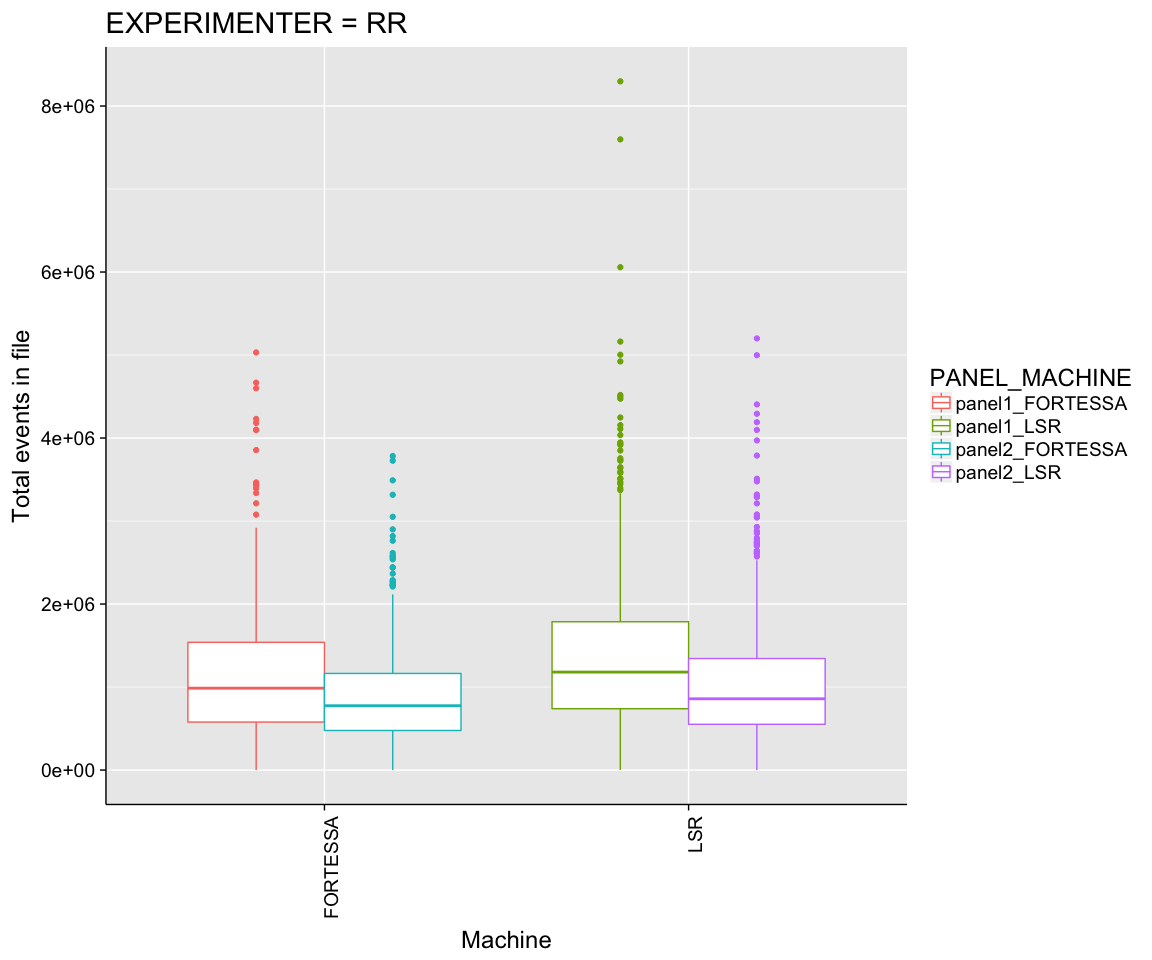 EXPERIMENTER = RR
Total events in file
8e+06
6e+06
4e+06
2e+06
0e+00
FORTESSA
LSR
Machine
PANEL_MACHINE
panel1_FORTESSA
panel1_LSR
panel2_FORTESSA
panel2_LSR